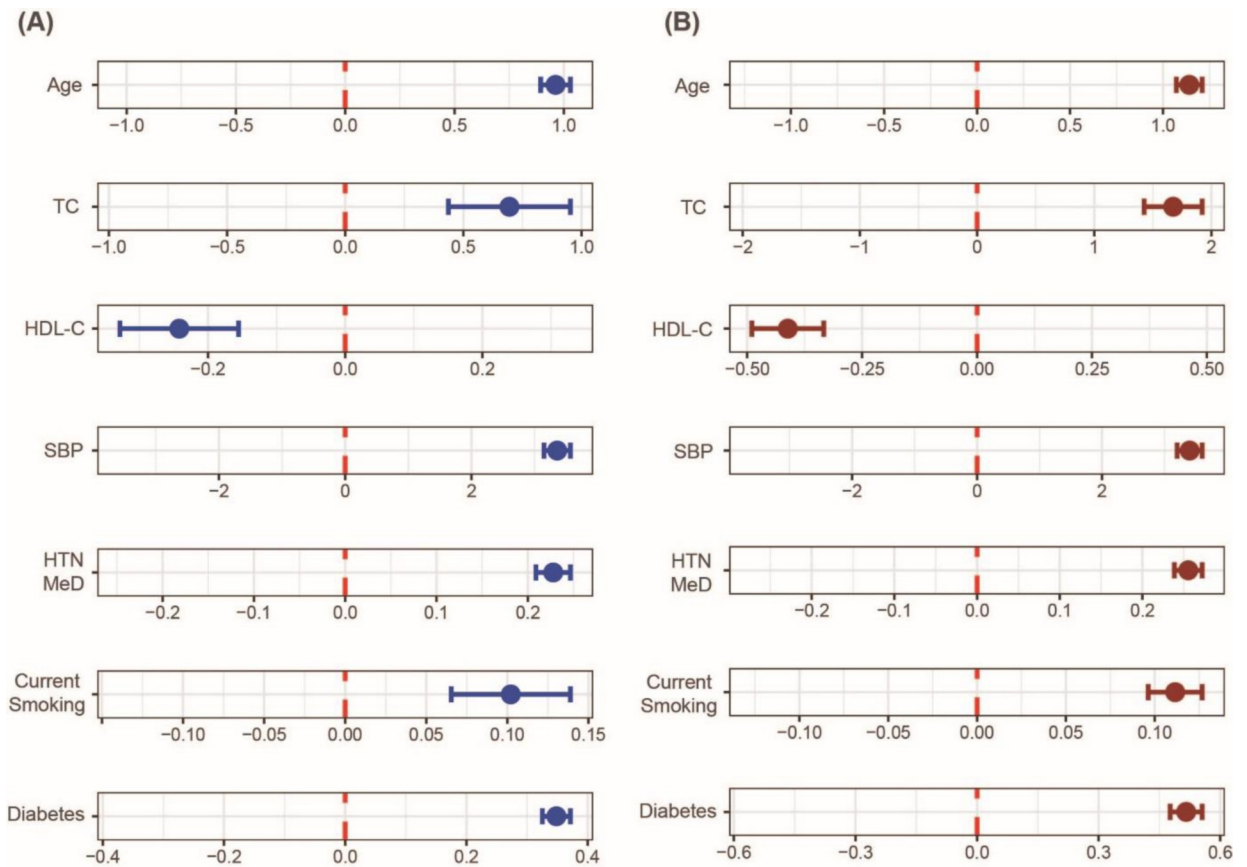 (A) (B)
Age Age
−1.0 −0.5 0.0 0.5 1.0 −1.0 −0.5 0.0 0.5 1.0
TC TC
−1.0 −0.5 0.0 0.5 1.0 −2 −1 0 1 2
HDL-C HDL-C
−0.2 0.0 0.2 −0.50 −0.25 0.00 0.25 0.50
SBP SBP
−2 0 2 −2 0 2
HTN HTN
MeD MeD
−0.2 −0.1 0.0 0.1 0.2 −0.2 −0.1 0.0 0.1 0.2
Current Current
Smoking Smoking
−0.10 −0.05 0.00 0.05 0.10 0.15 −0.10 −0.05 0.00 0.05 0.10
Diabetes Diabetes
−0.4 −0.2 0.0 0.2 0.4 −0.6 −0.3 0.0 0.3 0.6